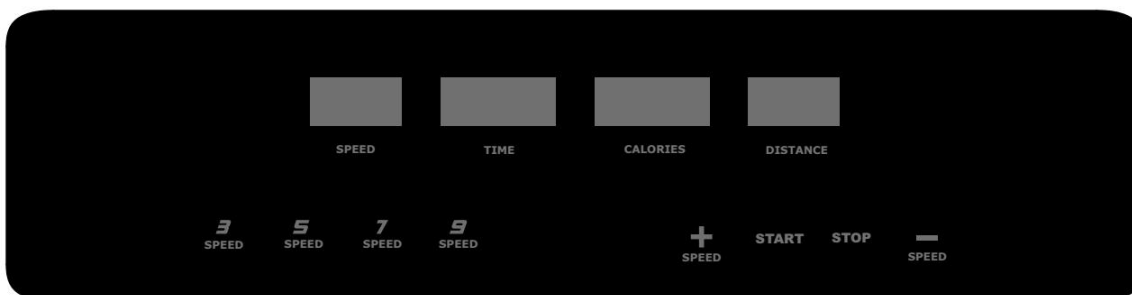 SPEED TIME CALORIES DISTANCE
3 5 7 9 + START STOP −
SPEED SPEED SPEED SPEED SPEED SPEED